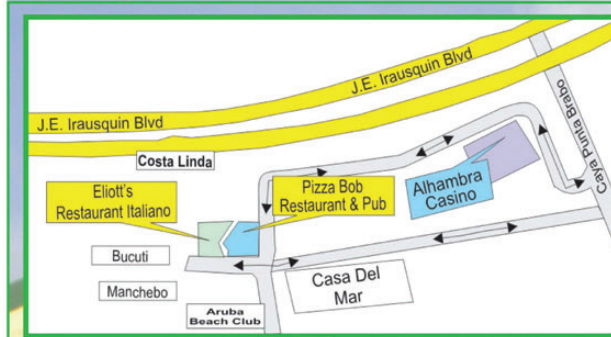 J.E. Irausquin Blvd
J.E. Irausquin Blvd
Caya Punta Brabo
Costa Linda
Eliott's
Restaurant Italiano
Pizza Bob
Restaurant & Pub
Alhambra
Casino
Bucuti
Manchebo
Casa Del
Mar
Aruba
Beach Club